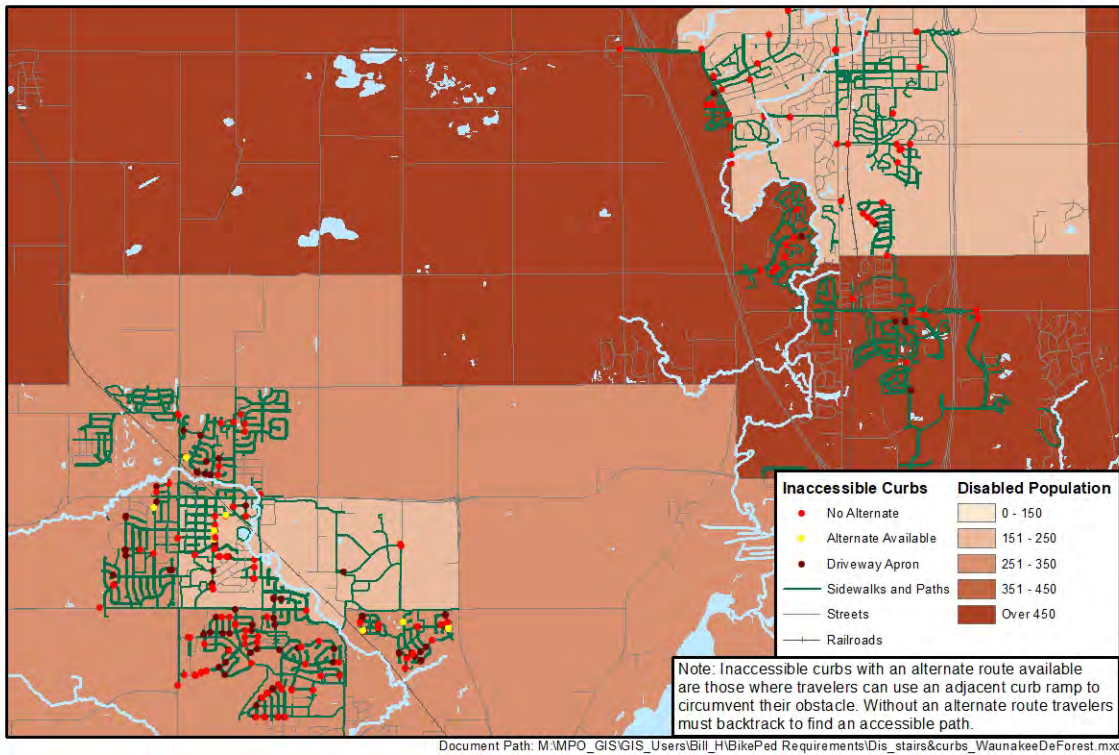 Inaccessible Curbs
No Alternate
Alternate Available
Driveway Apron
Sidewalks and Paths
Streets
Railroads
Disabled Population
0 - 150
151 - 250
251 - 350
351 - 450
Over 450
Note: Inaccessible curbs with an alternate route available
are those where travelers can use an adjacent curb ramp to
circumvent their obstacle. Without an alternate route travelers
must backtrack to find an accessible path.
Document Path: M:\MPO_GIS\GIS_Users\Bill_H\BikePed Requirements\Dis_stairs&curbs_WaunakeeDeForest.mxd